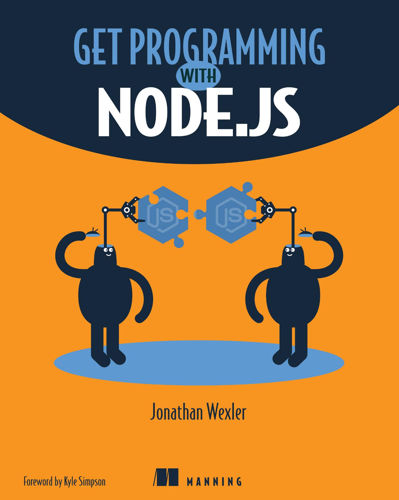 GET PROGRAMMING
WITH
NODE.JS
JS JS
Jonathan Wexler
Foreword by Kyle Simpson
MANNING